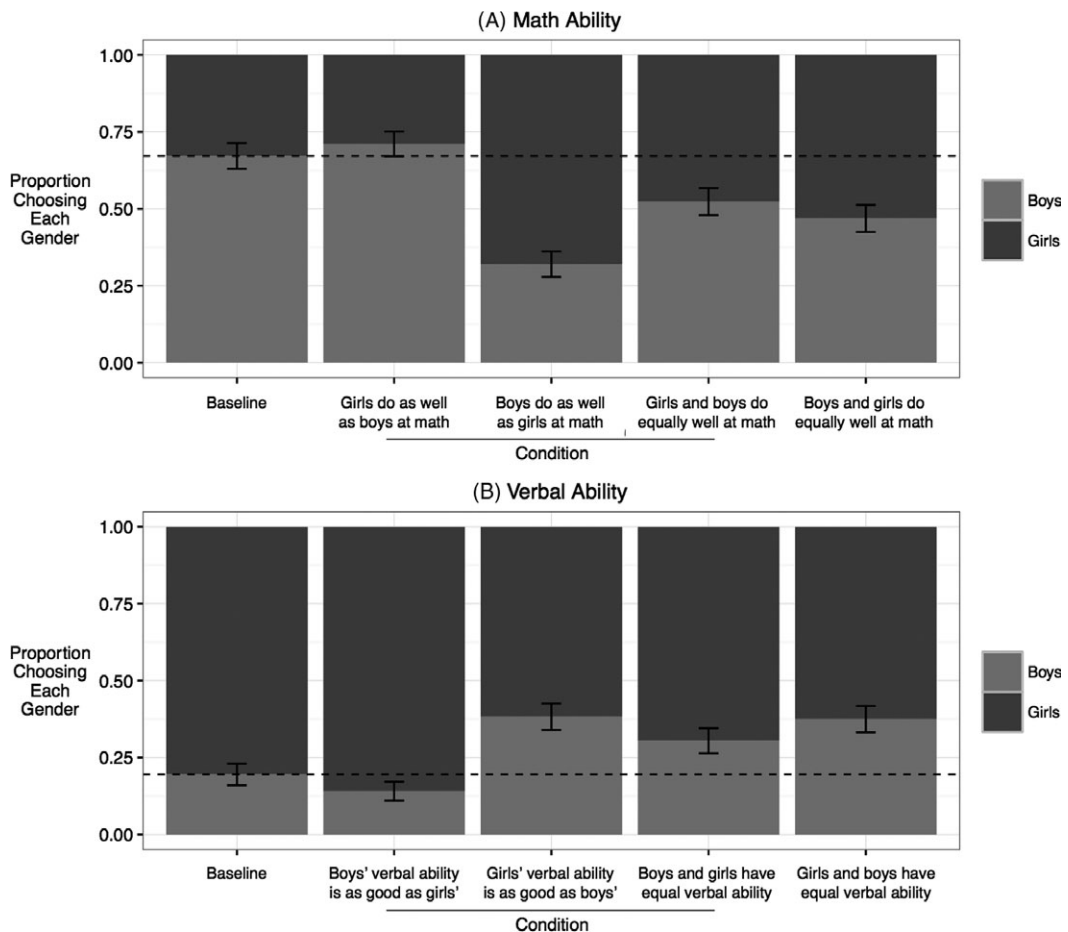 (A) Math Ability
1.00
0.75
0.50
0.25
0.00
Proportion
Choosing
Each
Gender
Boys
Girls
Baseline
Girls do as well
as boys at math
Boys do as well
as girls at math
Girls and boys do
equally well at math
Boys and girls do
equally well at math
Condition
(B) Verbal Ability
1.00
0.75
0.50
0.25
0.00
Proportion
Choosing
Each
Gender
Boys
Girls
Baseline
Boys' verbal ability
is as good as girls'
Girls' verbal ability
is as good as boys'
Boys and girls have
equal verbal ability
Girls and boys have
equal verbal ability
Condition